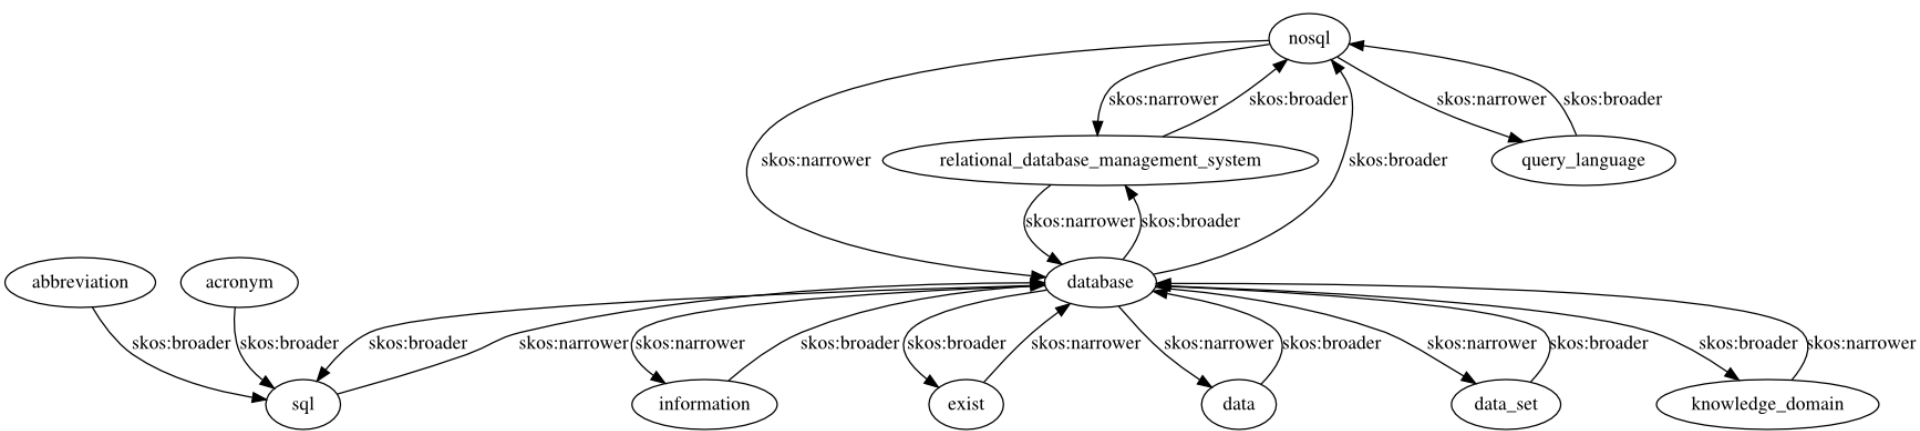 nosql
skos:narrower skos:broader skos:narrower skos:broader
skos:narrower relational_database_management_system skos:broader query_language
skos:narrower skos:broader
abbreviation acronym database
skos:broader skos:broader skos:broader skos:narrower skos:narrower skos:broader skos:broader skos:narrower skos:narrower skos:broader skos:narrower skos:broader skos:broader skos:narrower
sql information exist data data_set knowledge_domain